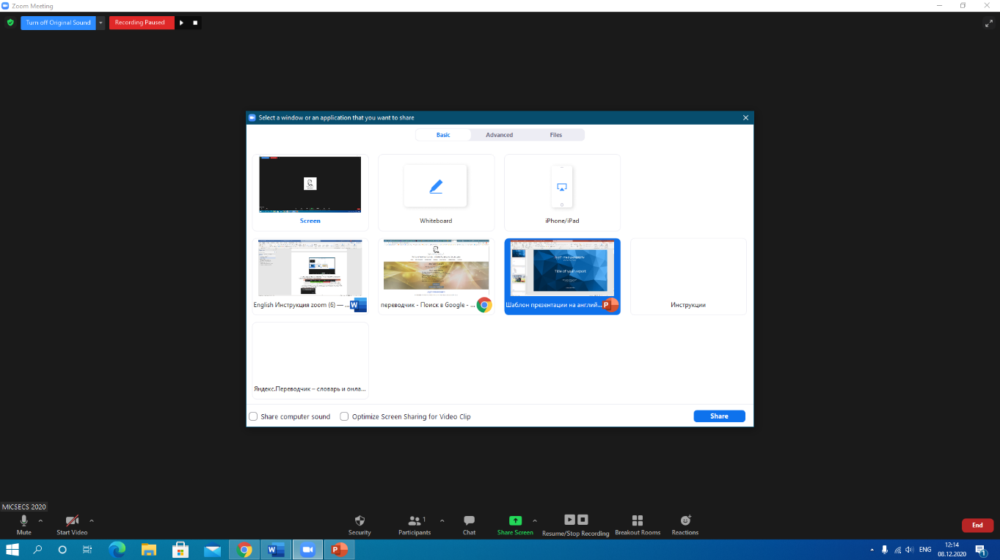 Zoom Meeting
Turn off Original Sound
Recording Paused
Select a window or an application that you want to share
Basic
Advanced
Files
Screen
Whiteboard
iPhone/iPad
Title of your report
English Инструкция zoom (6) — ...
переводчик - Поиск в Google - ...
Шаблон презентации на англий...
Инструкции
Яндекс.Переводчик – словарь и онла...
Share computer sound
Optimize Screen Sharing for Video Clip
Share
MICSECS 2020
Mute
Start Video
Security
Participants
1
Chat
Share Screen
Resume/Stop Recording
Breakout Rooms
Reactions
End
ENG
12:14
08.12.2020
1